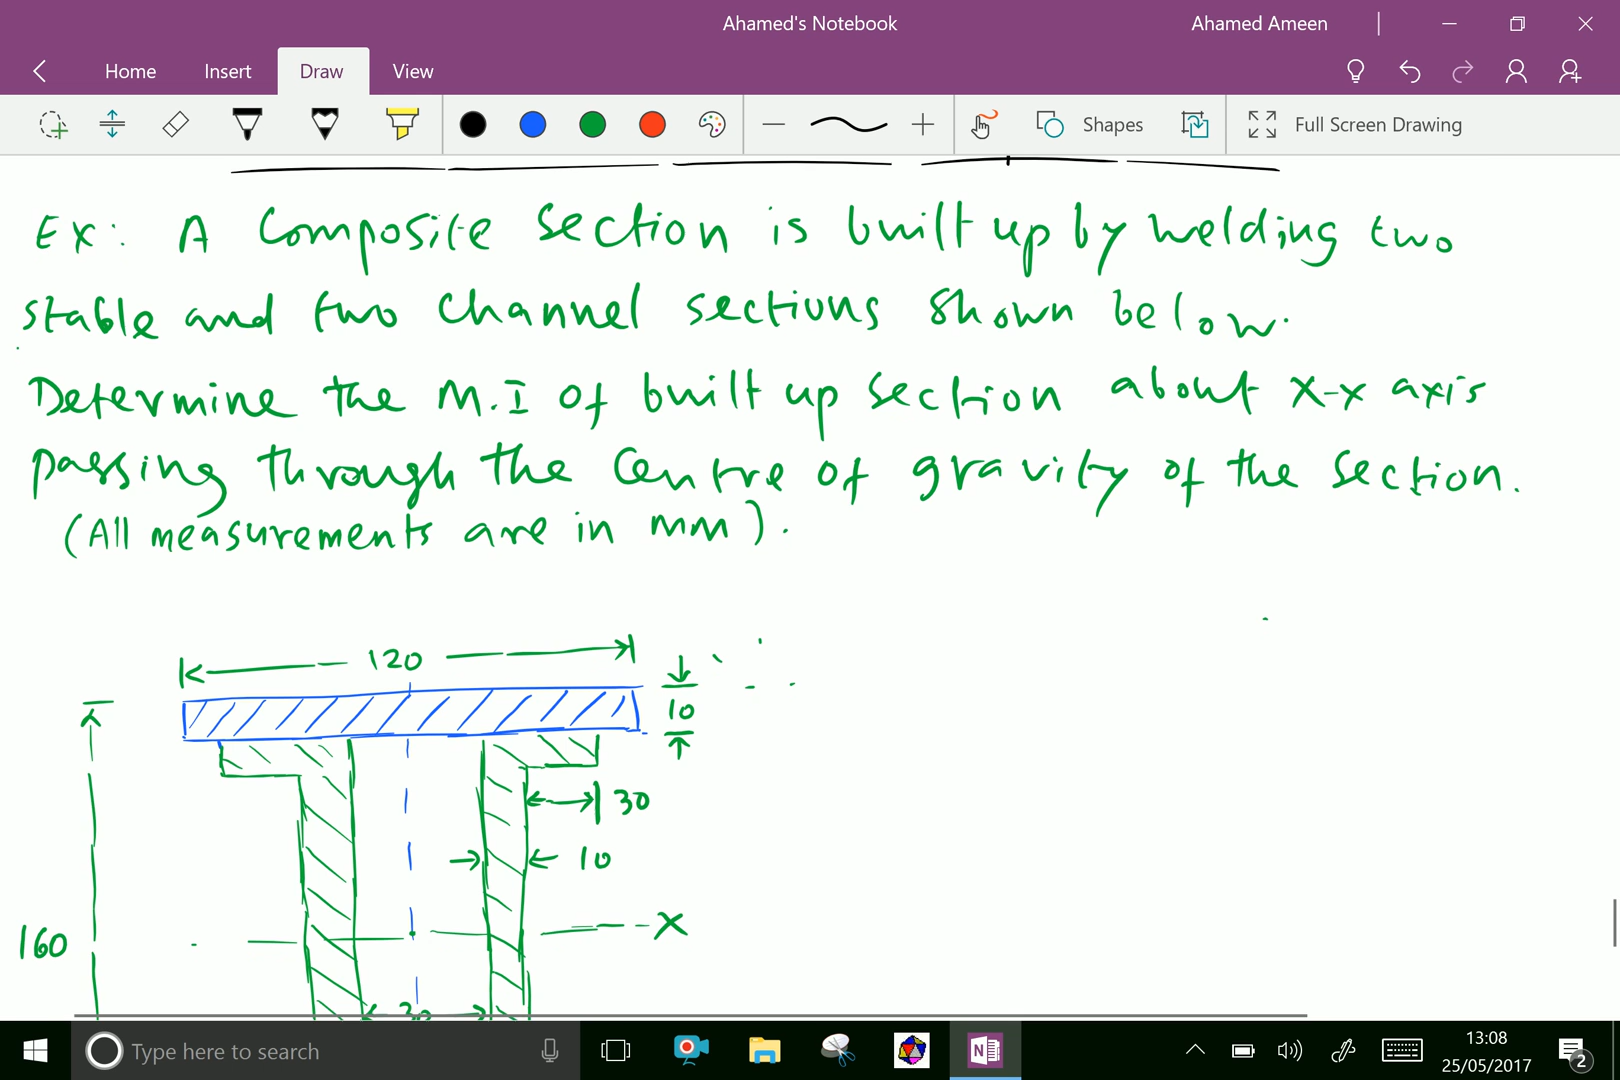 Ahamed's Notebook
Ahamed Ameen
Home Insert Draw View
Shapes
Full Screen Drawing
Ex: A Composite Section is built up by welding two
stable and two channel sections shown below.
Determine the M.I of built up section about x-x axis
passing through the centre of gravity of the section.
(All measurements are in mm).
120
10
30
10
160
X
30
Type here to search
13:08
25/05/2017
2